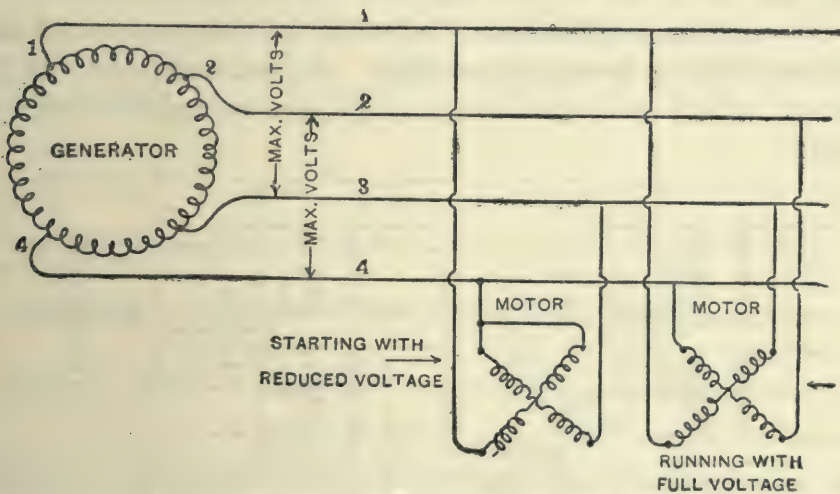 1
1
2
2
GENERATOR
MAX. VOLTS
MAX. VOLTS
3
4
4
MOTOR
MOTOR
STARTING WITH
REDUCED VOLTAGE
RUNNING WITH
FULL VOLTAGE